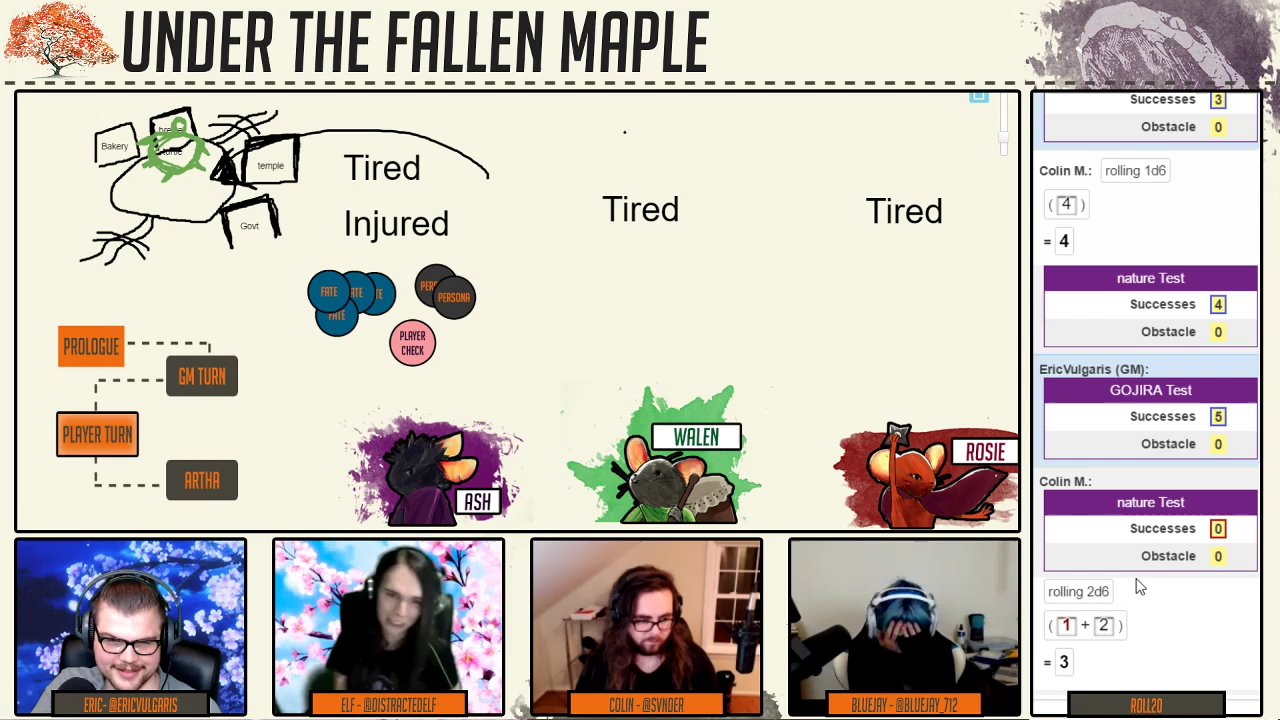 UNDER THE FALLEN MAPLE
Bakery
temple
Govt
Tired
Injured
Tired
Tired
FATE
FATE
PERSONA
PLAYER
CHECK
PROLOGUE
GM TURN
PLAYER TURN
ARTHA
ASH
WALEN
ROSIE
Successes 3
Obstacle 0
Colin M.: rolling 1d6
( 4 )
= 4
nature Test
Successes 4
Obstacle 0
EricVulgaris (GM):
GOJIRA Test
Successes 5
Obstacle 0
Colin M.:
nature Test
Successes 0
Obstacle 0
rolling 2d6
( 1 + 2 )
= 3
ERIC- @ERICVULGARIS
ELF - @DISTRACTEDELF
COLIN - @SVNDER
BLUEJAY - @BLUEJAY_712
ROLL20